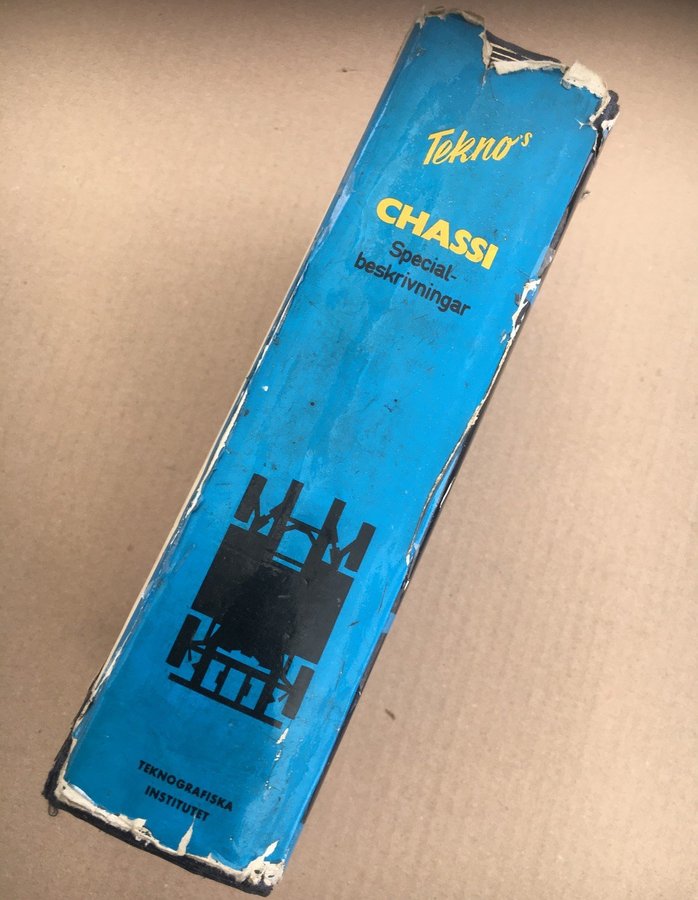 Tekno's
CHASSI
Special-
beskrivningar
TEKNOGRAFISKA
INSTITUTET